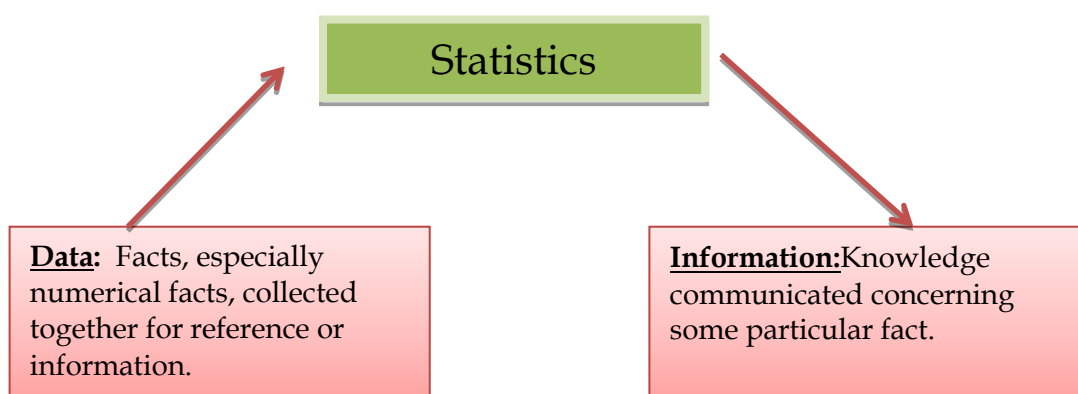 Statistics
Data: Facts, especially
numerical facts, collected
together for reference or
information.
Information:Knowledge
communicated concerning
some particular fact.